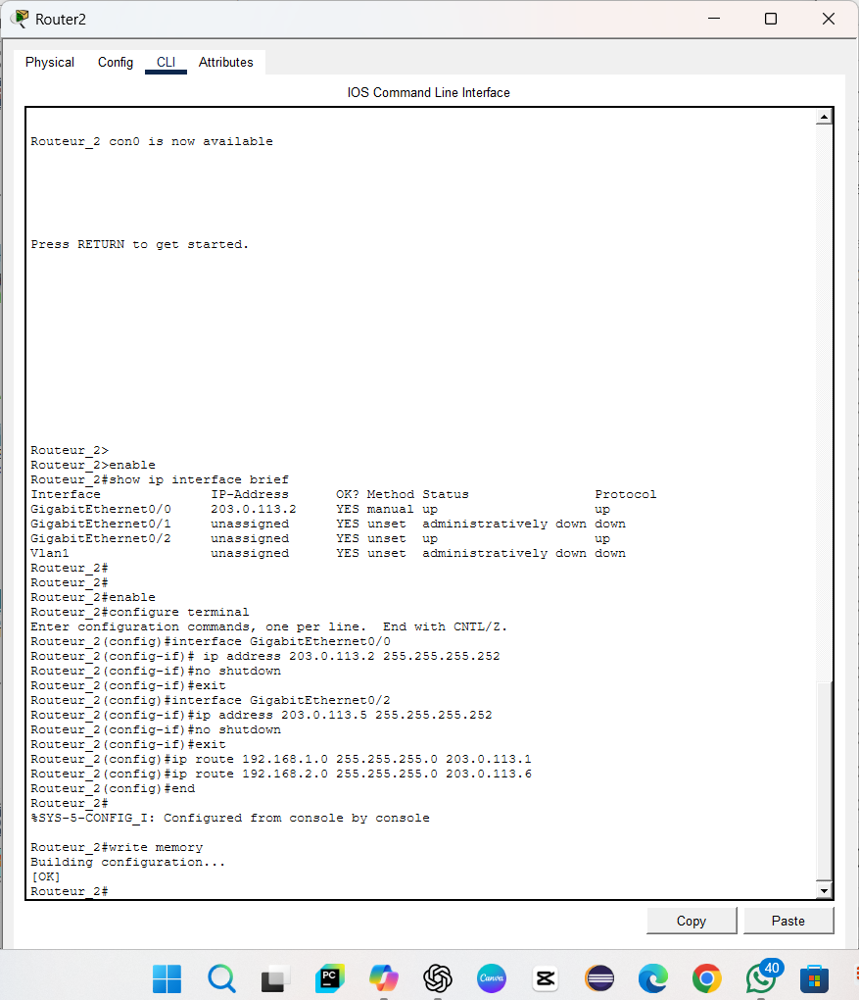 Router2
Physical Config CLI Attributes
IOS Command Line Interface
Routeur_2 con0 is now available
Press RETURN to get started.
Routeur_2>
Routeur_2>enable
Routeur_2#show ip interface brief
Interface IP-Address OK? Method Status Protocol
GigabitEthernet0/0 203.0.113.2 YES manual up up
GigabitEthernet0/1 unassigned YES unset administratively down down
GigabitEthernet0/2 unassigned YES unset up up
Vlan1 unassigned YES unset administratively down down
Routeur_2#
Routeur_2#
Routeur_2#enable
Routeur_2#configure terminal
Enter configuration commands, one per line. End with CNTL/Z.
Routeur_2(config)#interface GigabitEthernet0/0
Routeur_2(config-if)# ip address 203.0.113.2 255.255.255.252
Routeur_2(config-if)#no shutdown
Routeur_2(config-if)#exit
Routeur_2(config)#interface GigabitEthernet0/2
Routeur_2(config-if)#ip address 203.0.113.5 255.255.255.252
Routeur_2(config-if)#no shutdown
Routeur_2(config-if)#exit
Routeur_2(config)#ip route 192.168.1.0 255.255.255.0 203.0.113.1
Routeur_2(config)#ip route 192.168.2.0 255.255.255.0 203.0.113.6
Routeur_2(config)#end
Routeur_2#
%SYS-5-CONFIG_I: Configured from console by console
Routeur_2#write memory
Building configuration...
[OK]
Routeur_2#
Copy Paste
PC Canva 40